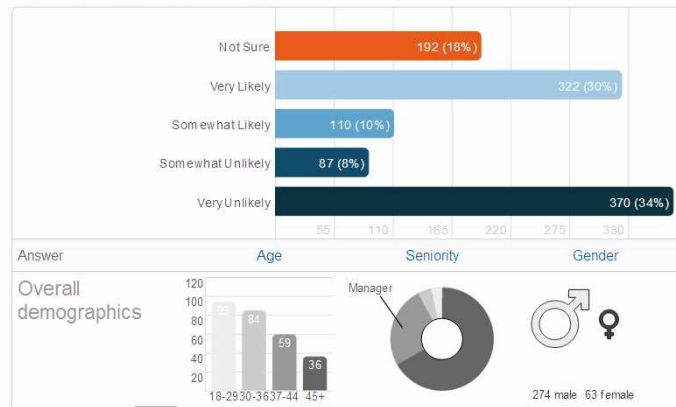 Not Sure 192 (18%)
Very Likely 322 (30%)
Somewhat Likely 110 (10%)
Somewhat Unlikely 87 (8%)
Very Unlikely 370 (34%)
55 110 165 220 275 330
Answer Age Seniority Gender
Overall
demographics
120
100
80
60
40
20
93
84
59
36
18-29 30-36 37-44 45+
Manager
274 male 63 female